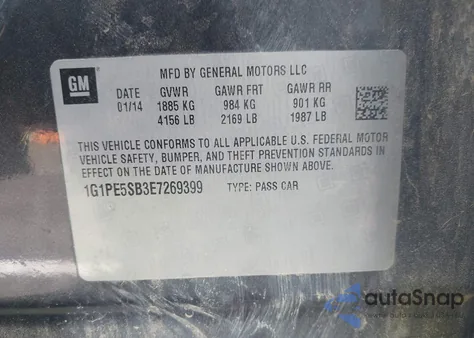 GM
MFD BY GENERAL MOTORS LLC
DATE GVWR GAWR FRT GAWR RR
01/14 1885 KG 984 KG 901 KG
4156 LB 2169 LB 1987 LB
THIS VEHICLE CONFORMS TO ALL APPLICABLE U.S. FEDERAL MOTOR
VEHICLE SAFETY, BUMPER, AND THEFT PREVENTION STANDARDS IN
EFFECT ON THE DATE OF MANUFACTURE SHOWN ABOVE.
1G1PE5SB3E7269399 TYPE: PASS CAR
autaSnap